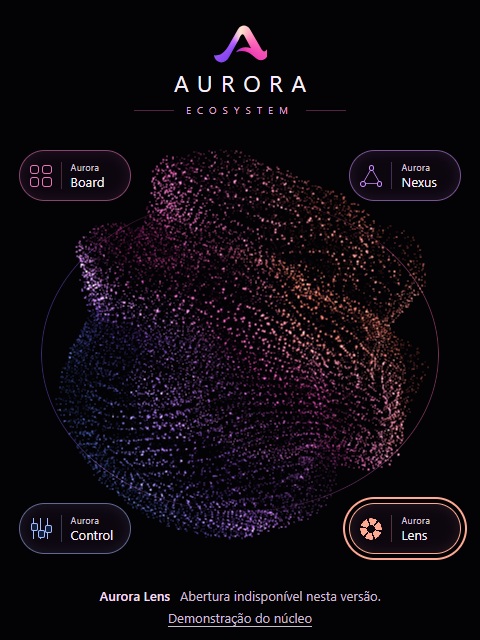 AURORA
ECOSYSTEM
Aurora
Board
Aurora
Nexus
Aurora
Control
Aurora
Lens
Aurora Lens Abertura indisponível nesta versão.
Demonstração do núcleo